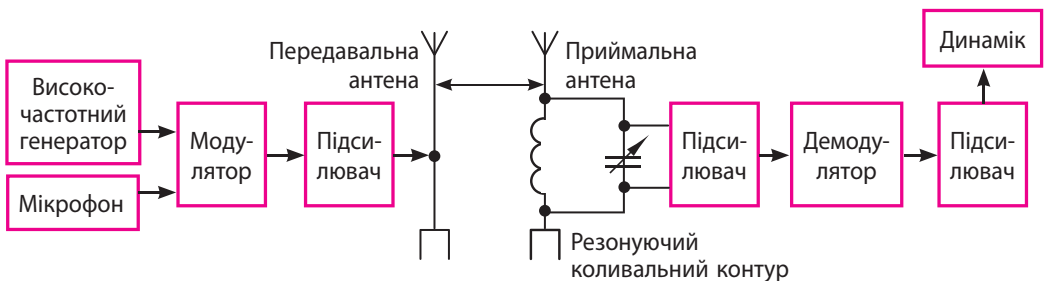 Високо-
частотний
генератор
Мікрофон
Моду-
лятор
Підси-
лювач
Передавальна
антена
Приймальна
антена
Резонуючий
коливальний контур
Підси-
лювач
Демоду-
лятор
Підси-
лювач
Динамік